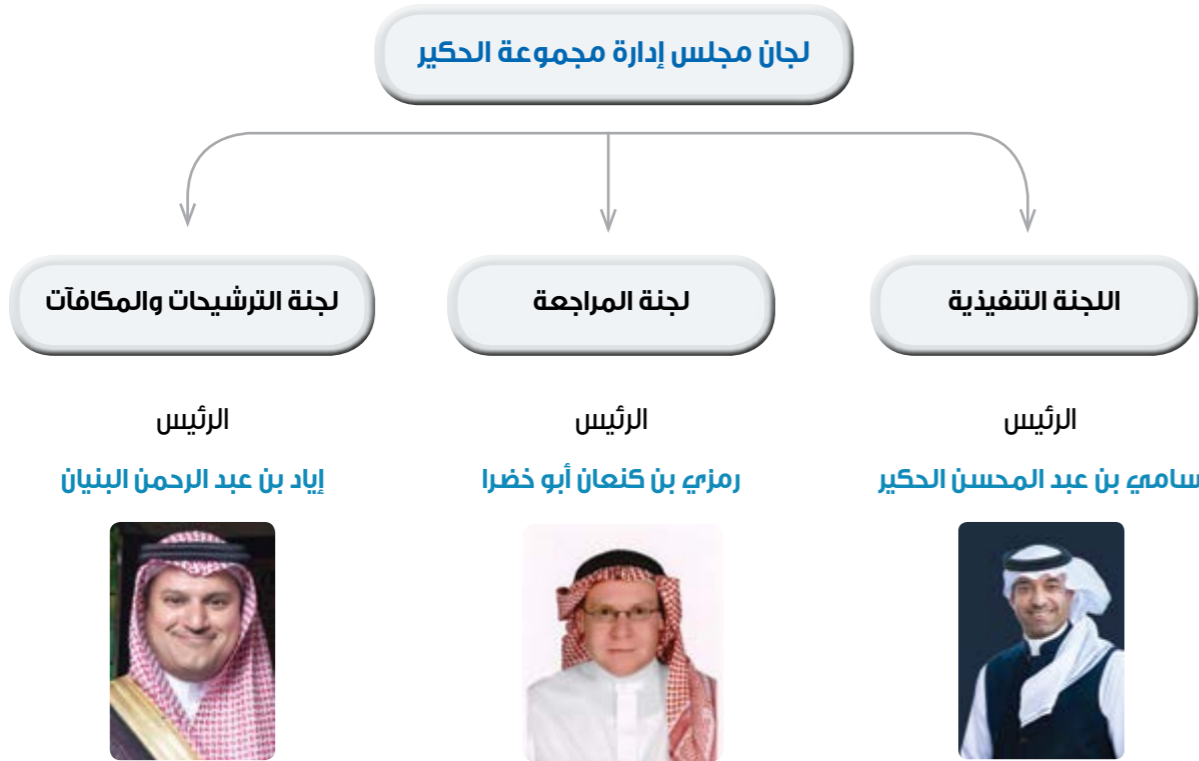 لجان مجلس إدارة مجموعة الحكير
اللجنة التنفيذية
لجنة المراجعة
لجنة الترشيحات والمكافآت
الرئيس
الرئيس
الرئيس
سامي بن عبد المحسن الحكير
رمزي بن كنعان أبو خضرا
إياد بن عبد الرحمن البنيان